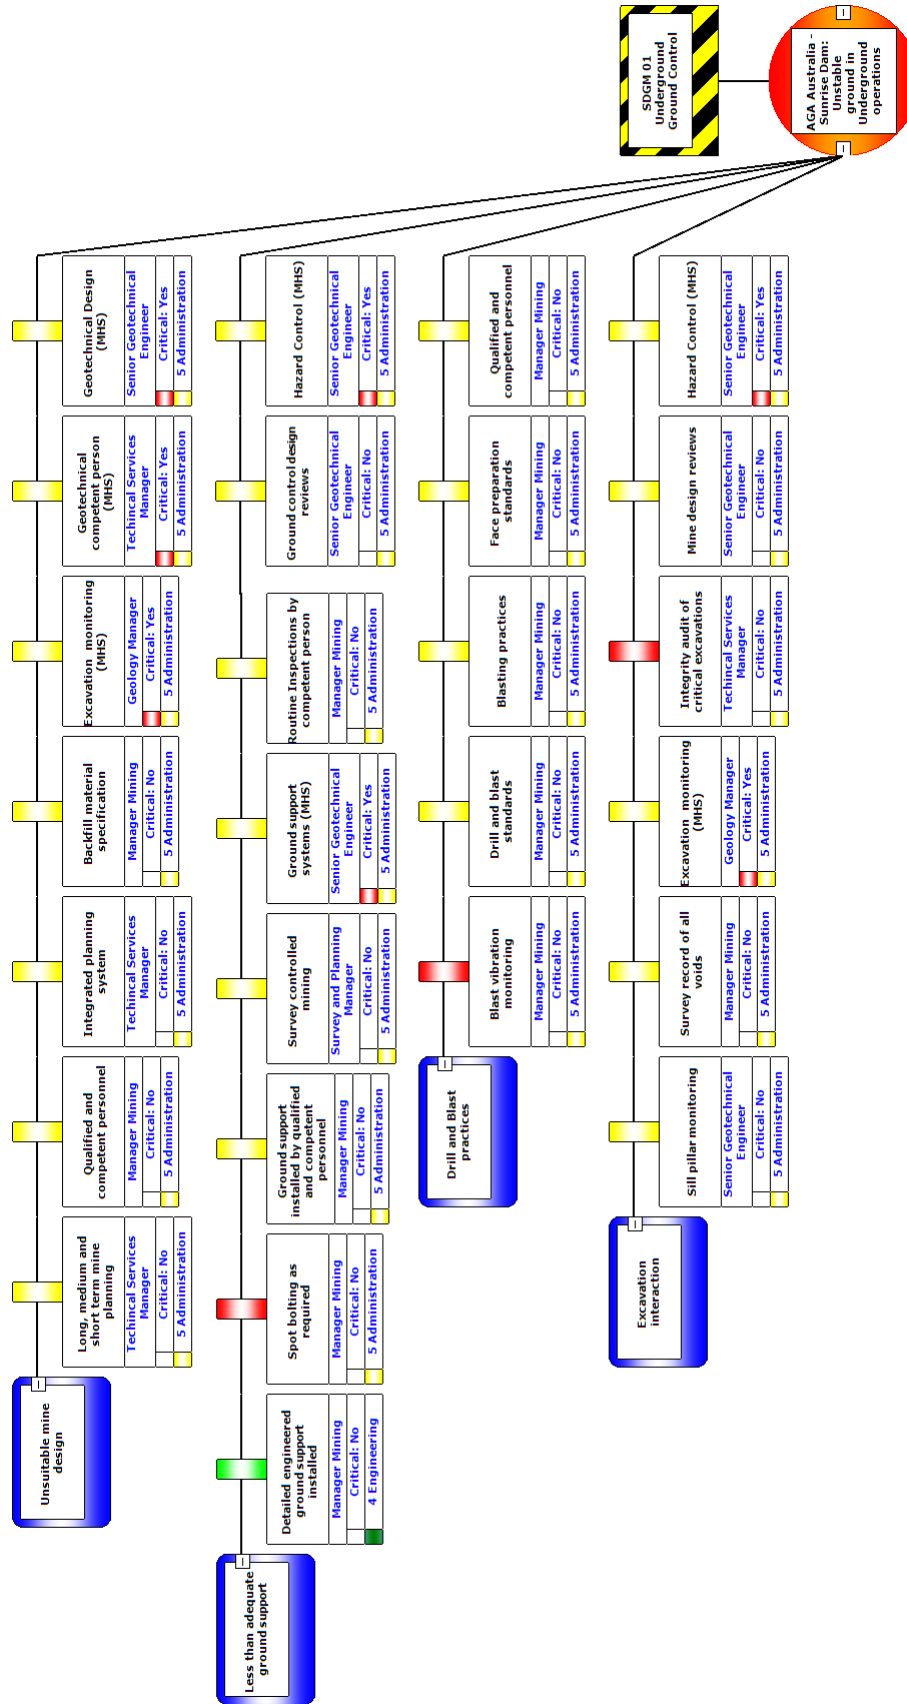 Unsuitable mine
design
Long, medium and
short term mine
planning
Techincal Services
Manager
Critical: No
5 Administration
Qualified and
competent personnel
Manager Mining
Critical: No
5 Administration
Integrated planning
system
Techincal Services
Manager
Critical: No
5 Administration
Backfill material
specification
Manager Mining
Critical: No
5 Administration
Excavation monitoring
(MHS)
Geology Manager
Critical: Yes
5 Administration
Geotechnical
competent person
(MHS)
Techincal Services
Manager
Critical: Yes
5 Administration
Geotechnical Design
(MHS)
Senior Geotechnical
Engineer
Critical: Yes
5 Administration
Less than adequate
ground support
Detailed engineered
ground support
installed
Manager Mining
Critical: No
4 Engineering
Spot bolting as
required
Manager Mining
Critical: No
5 Administration
Ground support
installed by qualified
and competent
personnel
Manager Mining
Critical: No
5 Administration
Survey controlled
mining
Survey and Planning
Manager
Critical: No
5 Administration
Ground support
systems (MHS)
Senior Geotechnical
Engineer
Critical: Yes
5 Administration
Routine Inspections by
competent person
Manager Mining
Critical: No
5 Administration
Ground control design
reviews
Senior Geotechnical
Engineer
Critical: No
5 Administration
Hazard Control (MHS)
Senior Geotechnical
Engineer
Critical: Yes
5 Administration
Drill and Blast
practices
Blast vibration
monitoring
Manager Mining
Critical: No
5 Administration
Drill and blast
standards
Manager Mining
Critical: No
5 Administration
Blasting practices
Manager Mining
Critical: No
5 Administration
Face preparation
standards
Manager Mining
Critical: No
5 Administration
Qualified and
competent personnel
Manager Mining
Critical: No
5 Administration
Excavation
interaction
Sill pillar monitoring
Senior Geotechnical
Engineer
Critical: No
5 Administration
Survey record of all
voids
Manager Mining
Critical: No
5 Administration
Excavation monitoring
(MHS)
Geology Manager
Critical: Yes
5 Administration
Integrity audit of
critical excavations
Techincal Services
Manager
Critical: No
5 Administration
Mine design reviews
Senior Geotechnical
Engineer
Critical: No
5 Administration
Hazard Control (MHS)
Senior Geotechnical
Engineer
Critical: Yes
5 Administration
SDGM 01
Underground
Ground Control
AGA Australia -
Sunrise Dam:
Unstable
ground in
Underground
operations